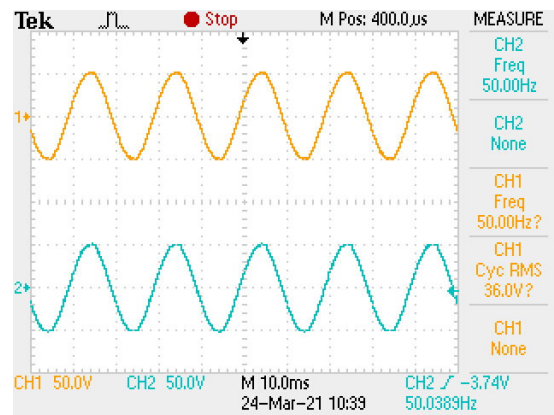 Tek Stop M Pos: 400.0µs MEASURE
CH2
Freq
50.00Hz
CH2
None
CH1
Freq
50.00Hz?
CH1
Cyc RMS
36.0V?
CH1
None
1
2
CH1 50.0V CH2 50.0V M 10.0ms CH2 -3.74V
24-Mar-21 10:39 50.0389Hz